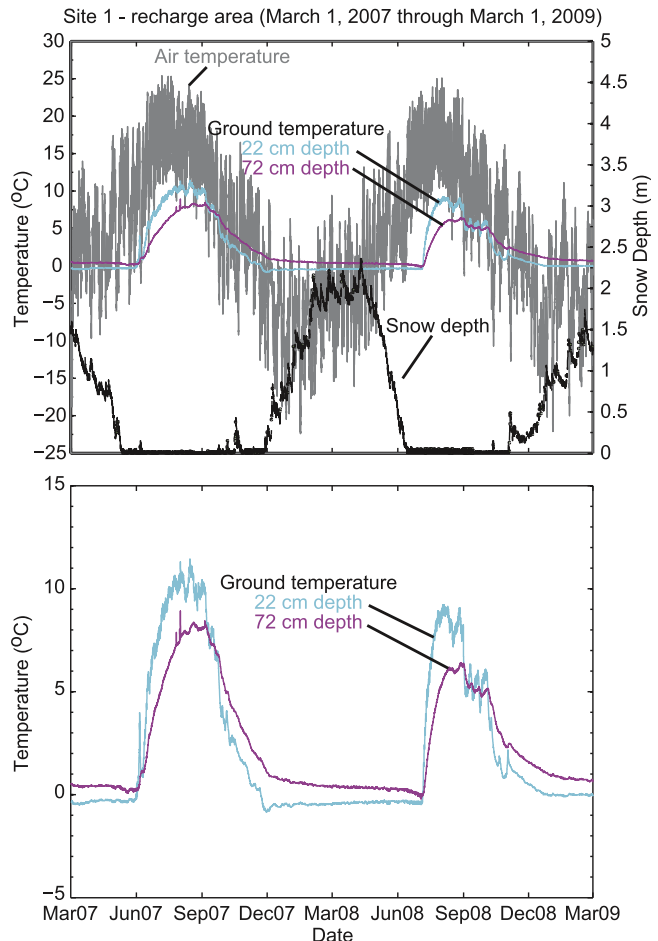 Site 1 - recharge area (March 1, 2007 through March 1, 2009)
30
25
20
15
10
5
0
−5
−10
−15
−20
−25
Temperature (°C)
5
4.5
4
3.5
3
2.5
2
1.5
1
0.5
0
Snow Depth (m)
Air temperature
Ground temperature
22 cm depth
72 cm depth
Snow depth
15
10
5
0
−5
Temperature (°C)
Ground temperature
22 cm depth
72 cm depth
Mar07 Jun07 Sep07 Dec07 Mar08 Jun08 Sep08 Dec08 Mar09
Date